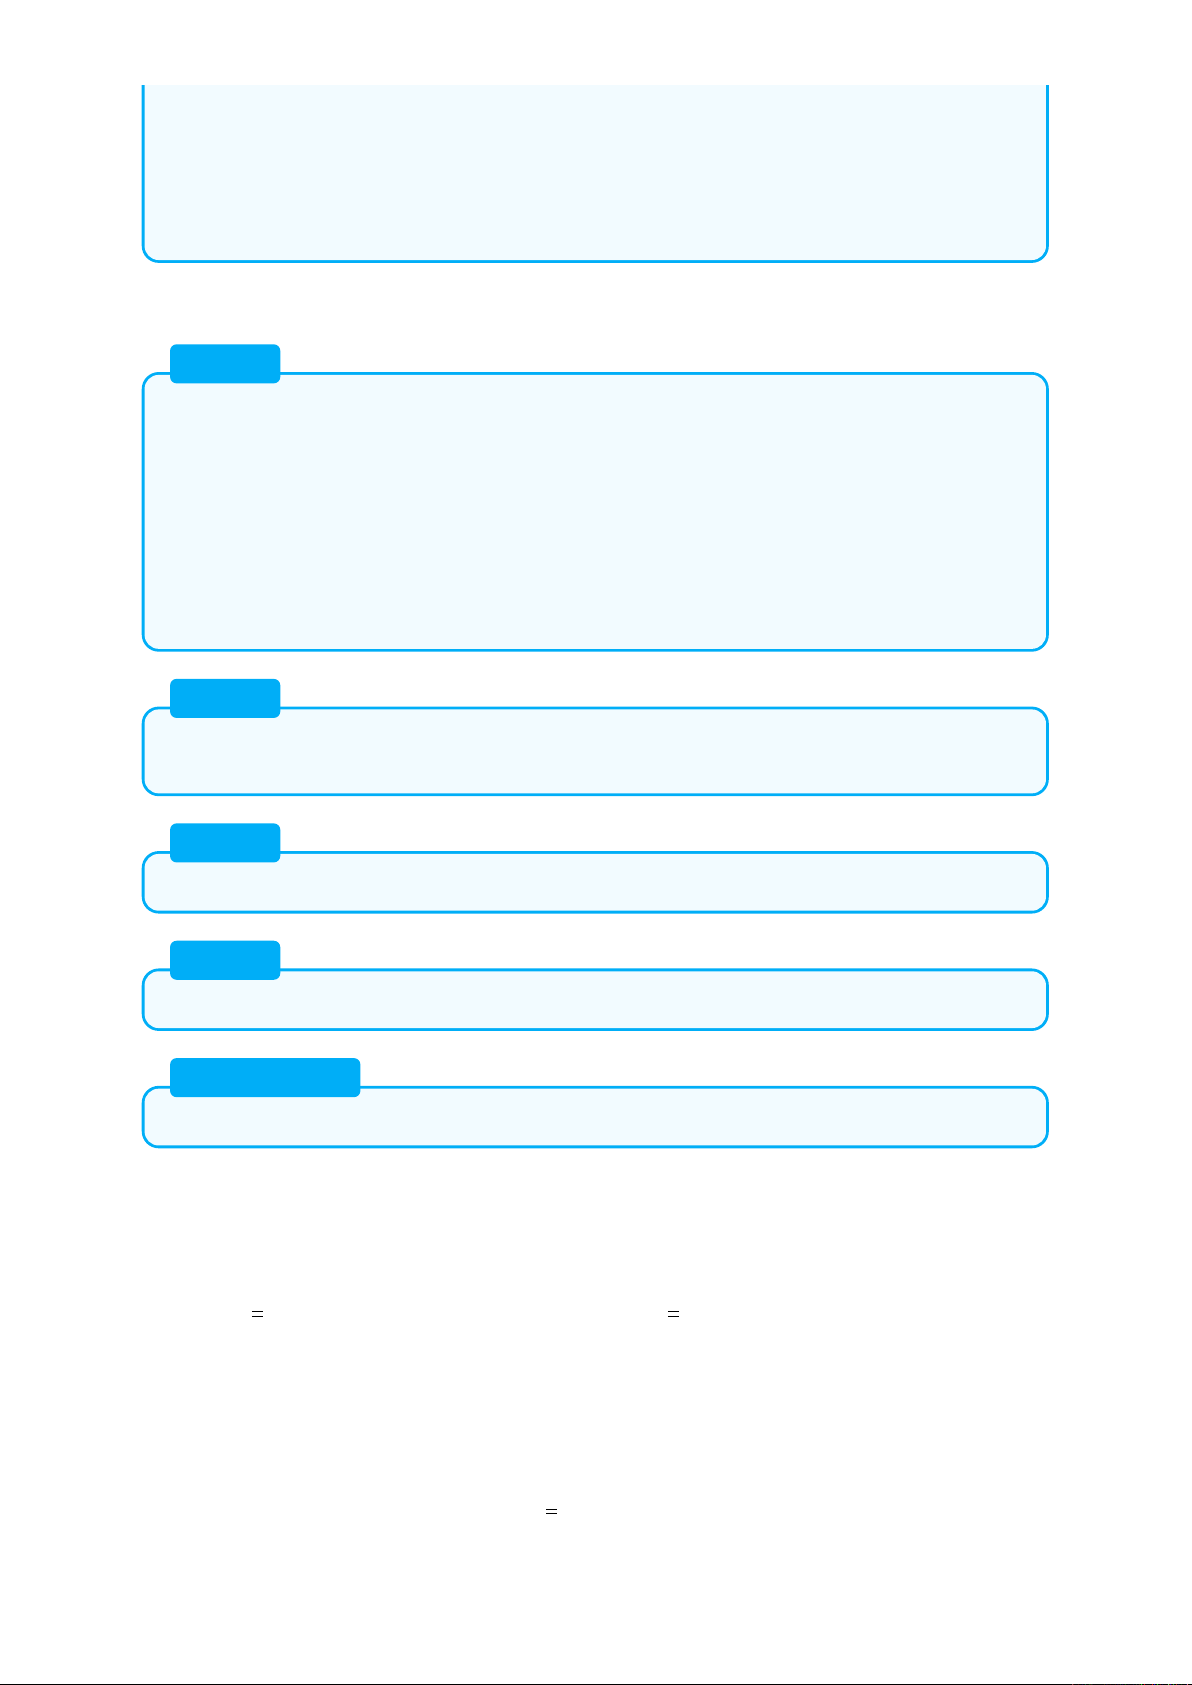 = =
=